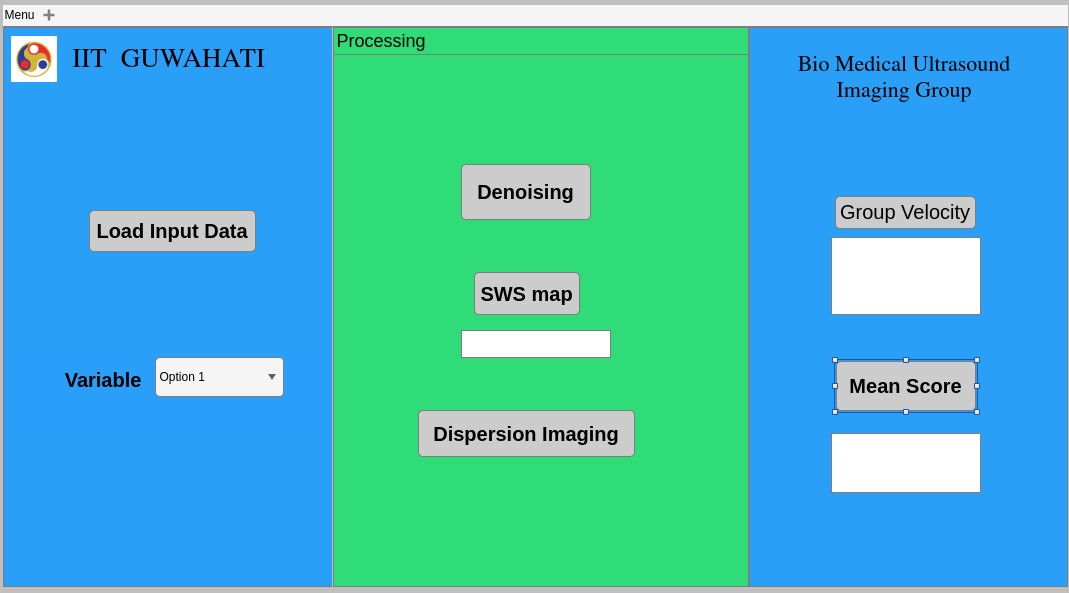 Menu
IIT GUWAHATI
Load Input Data
Variable
Option 1
Processing
Denoising
SWS map
Dispersion Imaging
Bio Medical Ultrasound
Imaging Group
Group Velocity
Mean Score